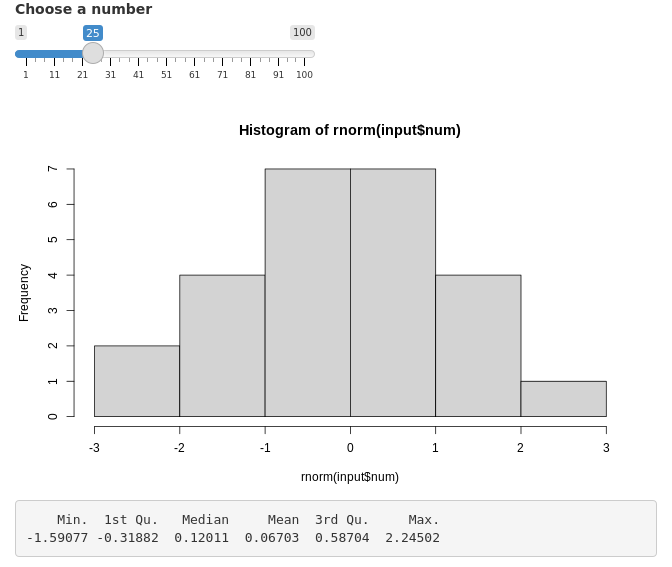 Choose a number
1 25 100
1 11 21 31 41 51 61 71 81 91 100
Histogram of rnorm(input$num)
Frequency
7
6
5
4
3
2
1
0
-3 -2 -1 0 1 2 3
rnorm(input$num)
Min. 1st Qu. Median Mean 3rd Qu. Max.
-1.59077 -0.31882 0.12011 0.06703 0.58704 2.24502